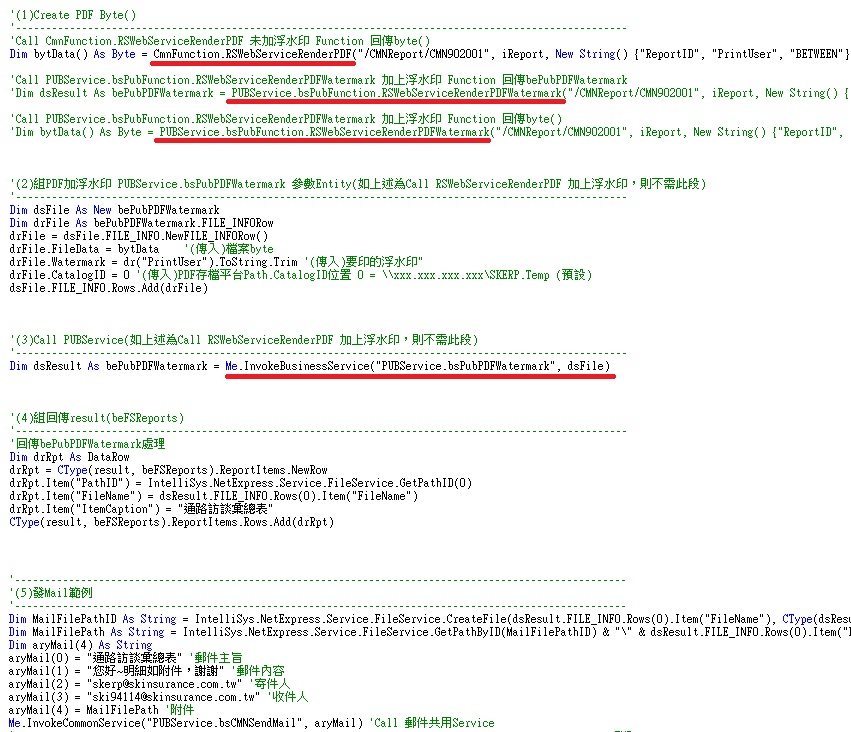 '(1)Create PDF Byte()
'-------------------------------------------------------------------------------------------------------
'Call CmnFunction.RSWebServiceRenderPDF 未加浮水印 Function 回傳byte()
Dim bytData() As Byte = CmnFunction.RSWebServiceRenderPDF("/CMNReport/CMN902001", iReport, New String() {"ReportID", "PrintUser", "BETWEEN"}
'Call PUBService.bsPubFunction.RSWebServiceRenderPDFWatermark 加上浮水印 Function 回傳bePubPDFWatermark
'Dim dsResult As bePubPDFWatermark = PUBService.bsPubFunction.RSWebServiceRenderPDFWatermark("/CMNReport/CMN902001", iReport, New String() {
'Call PUBService.bsPubFunction.RSWebServiceRenderPDFWatermark 加上浮水印 Function 回傳byte()
'Dim bytData() As Byte = PUBService.bsPubFunction.RSWebServiceRenderPDFWatermark("/CMNReport/CMN902001", iReport, New String() {"ReportID",
'(2)組PDF加浮水印 PUBService.bsPubPDFWatermark 參數Entity(如上述為Call RSWebServiceRenderPDF 加上浮水印，則不需此段)
'-------------------------------------------------------------------------------------------------------
Dim dsFile As New bePubPDFWatermark
Dim drFile As bePubPDFWatermark.FILE_INFORow
drFile = dsFile.FILE_INFO.NewFILE_INFORow()
drFile.FileData = bytData '(傳入)檔案byte
drFile.Watermark = dr("PrintUser").ToString.Trim '(傳入)要印的浮水印"
drFile.CatalogID = 0 '(傳入)PDF存檔平台Path.CatalogID位置 0 = \\xxx.xxx.xxx.xxx\SKERP.Temp (預設)
dsFile.FILE_INFO.Rows.Add(drFile)
'(3)Call PUBService(如上述為Call RSWebServiceRenderPDF 加上浮水印，則不需此段)
'-------------------------------------------------------------------------------------------------------
Dim dsResult As bePubPDFWatermark = Me.InvokeBusinessService("PUBService.bsPubPDFWatermark", dsFile)
'(4)組回傳result(beFSReports)
'-------------------------------------------------------------------------------------------------------
'回傳bePubPDFWatermark處理
Dim drRpt As DataRow
drRpt = CType(result, beFSReports).ReportItems.NewRow
drRpt.Item("PathID") = IntelliSys.NetExpress.Service.FileService.GetPathID(0)
drRpt.Item("FileName") = dsResult.FILE_INFO.Rows(0).Item("FileName")
drRpt.Item("ItemCaption") = "通路訪談彙總表"
CType(result, beFSReports).ReportItems.Rows.Add(drRpt)
'-------------------------------------------------------------------------------------------------------
'(5)發Mail範例
'-------------------------------------------------------------------------------------------------------
Dim MailFilePathID As String = IntelliSys.NetExpress.Service.FileService.CreateFile(dsResult.FILE_INFO.Rows(0).Item("FileName"), CType(dsResu
Dim MailFilePath As String = IntelliSys.NetExpress.Service.FileService.GetPathByID(MailFilePathID) & "\" & dsResult.FILE_INFO.Rows(0).Item("
Dim aryMail(4) As String
aryMail(0) = "通路訪談彙總表" '郵件主旨
aryMail(1) = "您好~明細如附件，謝謝" '郵件內容
aryMail(2) = "skerp@skinsurance.com.tw" '寄件人
aryMail(3) = "ski94114@skinsurance.com.tw" '收件人
aryMail(4) = MailFilePath '附件
Me.InvokeCommonService("PUBService.bsCMNSendMail", aryMail) 'Call 郵件共用Service